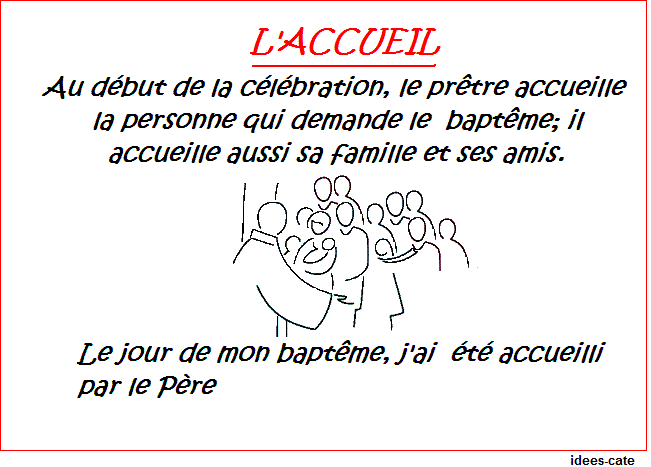 L'ACCUEIL
Au début de la célébration, le prêtre accueille
la personne qui demande le baptême; il
accueille aussi sa famille et ses amis.
Le jour de mon baptême, j'ai été accueilli
par le Père
idees-cate